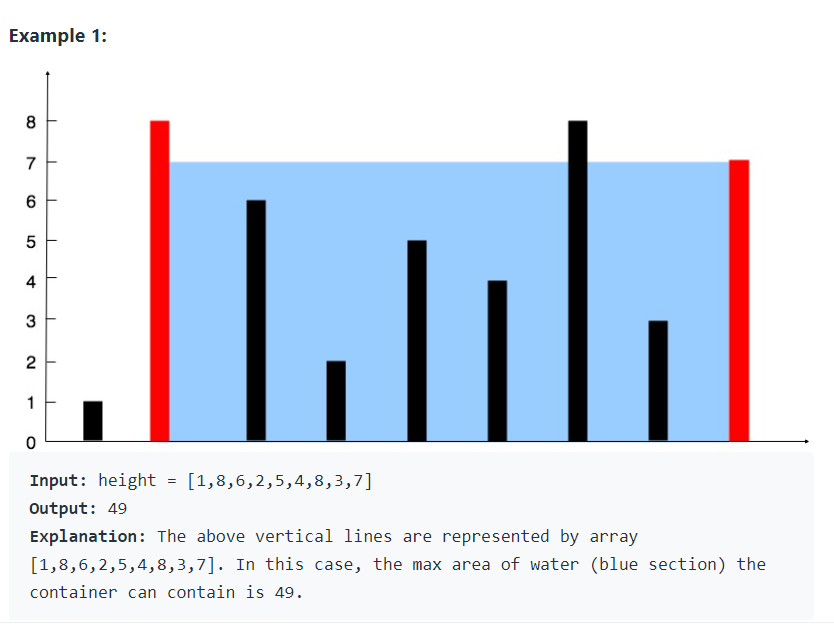 Example 1:
8
7
6
5
4
3
2
1
0
Input: height = [1,8,6,2,5,4,8,3,7]
Output: 49
Explanation: The above vertical lines are represented by array
[1,8,6,2,5,4,8,3,7]. In this case, the max area of water (blue section) the
container can contain is 49.